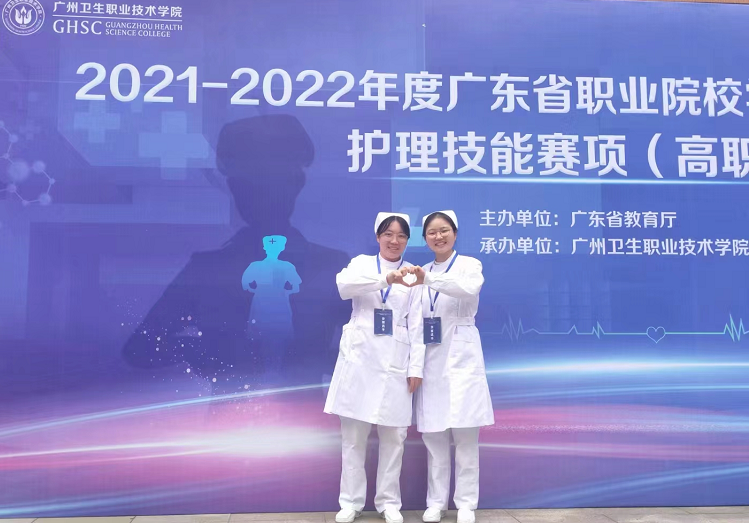 广州卫生职业技术学院
GHSC GUANGZHOU HEALTH
SCIENCE COLLEGE
2021-2022年度广东省职业院校
护理技能赛项（高职
主办单位：广东省教育厅
承办单位：广州卫生职业技术学院